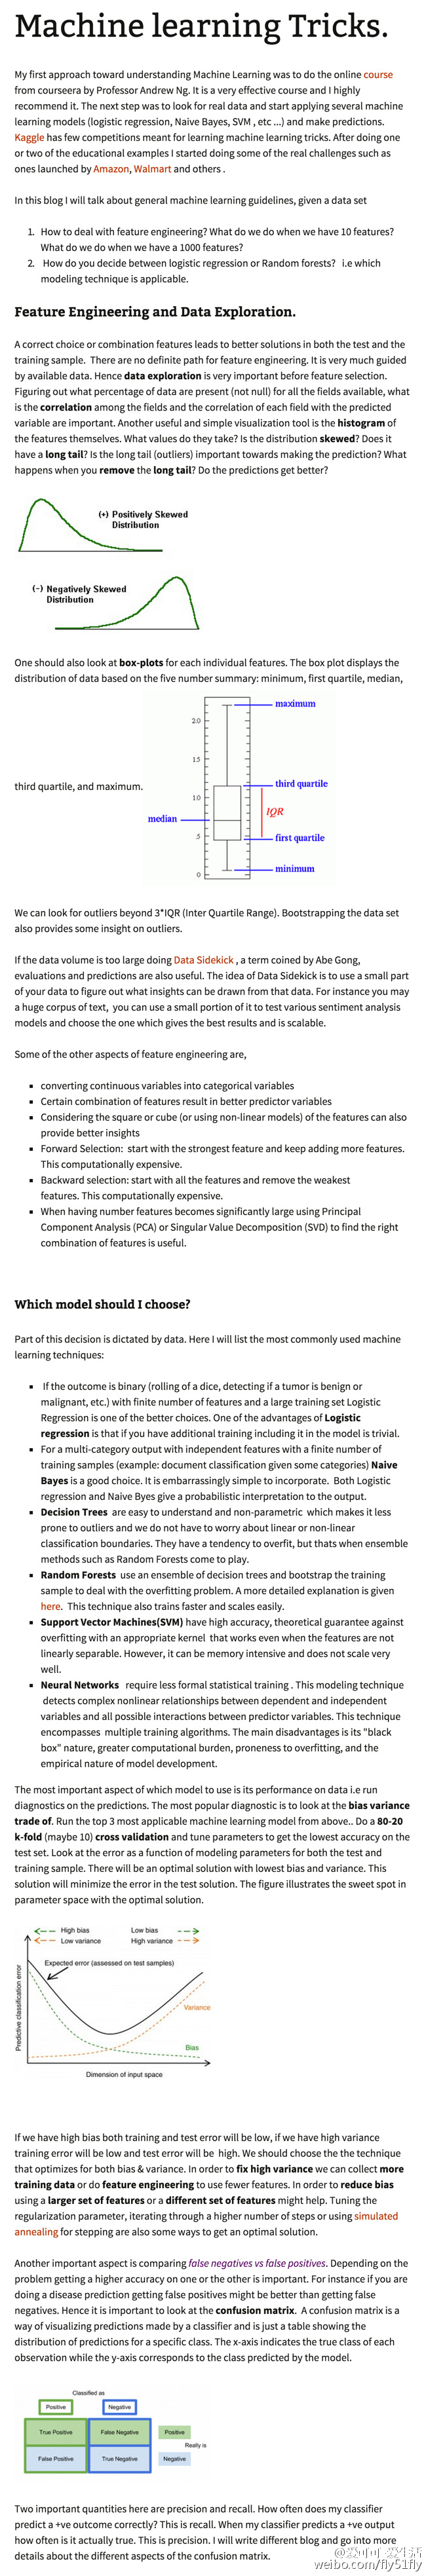 Machine learning Tricks.
My first approach toward understanding Machine Learning was to do the online course
from courseera by Professor Andrew Ng. It is a very effective course and I highly
recommend it. The next step was to look for real data and start applying several machine
learning models (logistic regression, Naive Bayes, SVM , etc ...) and make predictions.
Kaggle has few competitions meant for learning machine learning tricks. After doing one
or two of the educational examples I started doing some of the real challenges such as
ones launched by Amazon, Walmart and others .
In this blog I will talk about general machine learning guidelines, given a data set
1. How to deal with feature engineering? What do we do when we have 10 features?
What do we do when we have a 1000 features?
2. How do you decide between logistic regression or Random forests? i.e which
modeling technique is applicable.
Feature Engineering and Data Exploration.
A correct choice or combination features leads to better solutions in both the test and the
training sample. There are no definite path for feature engineering. It is very much guided
by available data. Hence data exploration is very important before feature selection.
Figuring out what percentage of data are present (not null) for all the fields available, what
is the correlation among the fields and the correlation of each field with the predicted
variable are important. Another useful and simple visualization tool is the histogram of
the features themselves. What values do they take? Is the distribution skewed? Does it
have a long tail? Is the long tail (outliers) important towards making the prediction? What
happens when you remove the long tail? Do the predictions get better?
(+) Positively Skewed
Distribution
(-) Negatively Skewed
Distribution
One should also look at box-plots for each individual features. The box plot displays the
distribution of data based on the five number summary: minimum, first quartile, median,
maximum
2.0
1.5
third quartile, and maximum.
third quartile
1.0
IQR
median
.5
first quartile
minimum
0
We can look for outliers beyond 3*IQR (Inter Quartile Range). Bootstrapping the data set
also provides some insight on outliers.
If the data volume is too large doing Data Sidekick , a term coined by Abe Gong,
evaluations and predictions are also useful. The idea of Data Sidekick is to use a small part
of your data to figure out what insights can be drawn from that data. For instance you may
a huge corpus of text, you can use a small portion of it to test various sentiment analysis
models and choose the one which gives the best results and is scalable.
Some of the other aspects of feature engineering are,
▪ converting continuous variables into categorical variables
▪ Certain combination of features result in better predictor variables
▪ Considering the square or cube (or using non-linear models) of the features can also
provide better insights
▪ Forward Selection: start with the strongest feature and keep adding more features.
This computationally expensive.
▪ Backward selection: start with all the features and remove the weakest
features. This computationally expensive.
▪ When having number features becomes significantly large using Principal
Component Analysis (PCA) or Singular Value Decomposition (SVD) to find the right
combination of features is useful.
Which model should I choose?
Part of this decision is dictated by data. Here I will list the most commonly used machine
learning techniques:
▪ If the outcome is binary (rolling of a dice, detecting if a tumor is benign or
malignant, etc.) with finite number of features and a large training set Logistic
Regression is one of the better choices. One of the advantages of Logistic
regression is that if you have additional training including it in the model is trivial.
▪ For a multi-category output with independent features with a finite number of
training samples (example: document classification given some categories) Naive
Bayes is a good choice. It is embarrassingly simple to incorporate. Both Logistic
regression and Naive Byes give a probabilistic interpretation to the output.
▪ Decision Trees are easy to understand and non-parametric which makes it less
prone to outliers and we do not have to worry about linear or non-linear
classification boundaries. They have a tendency to overfit, but thats when ensemble
methods such as Random Forests come to play.
▪ Random Forests use an ensemble of decision trees and bootstrap the training
sample to deal with the overfitting problem. A more detailed explanation is given
here. This technique also trains faster and scales easily.
▪ Support Vector Machines(SVM) have high accuracy, theoretical guarantee against
overfitting with an appropriate kernel that works even when the features are not
linearly separable. However, it can be memory intensive and does not scale very
well.
▪ Neural Networks require less formal statistical training . This modeling technique
detects complex nonlinear relationships between dependent and independent
variables and all possible interactions between predictor variables. This technique
encompasses multiple training algorithms. The main disadvantages is its "black
box" nature, greater computational burden, proneness to overfitting, and the
empirical nature of model development.
The most important aspect of which model to use is its performance on data i.e run
diagnostics on the predictions. The most popular diagnostic is to look at the bias variance
trade of. Run the top 3 most applicable machine learning model from above.. Do a 80-20
k-fold (maybe 10) cross validation and tune parameters to get the lowest accuracy on the
test set. Look at the error as a function of modeling parameters for both the test and
training sample. There will be an optimal solution with lowest bias and variance. This
solution will minimize the error in the test solution. The figure illustrates the sweet spot in
parameter space with the optimal solution.
High bias Low bias
Low variance High variance
Expected error (assessed on test samples)
Predictive classification error
Variance
Bias
Dimension of input space
If we have high bias both training and test error will be low, if we have high variance
training error will be low and test error will be high. We should choose the the technique
that optimizes for both bias & variance. In order to fix high variance we can collect more
training data or do feature engineering to use fewer features. In order to reduce bias
using a larger set of features or a different set of features might help. Tuning the
regularization parameter, iterating through a higher number of steps or using simulated
annealing for stepping are also some ways to get an optimal solution.
Another important aspect is comparing false negatives vs false positives. Depending on the
problem getting a higher accuracy on one or the other is important. For instance if you are
doing a disease prediction getting false positives might be better than getting false
negatives. Hence it is important to look at the confusion matrix. A confusion matrix is a
way of visualizing predictions made by a classifier and is just a table showing the
distribution of predictions for a specific class. The x-axis indicates the true class of each
observation while the y-axis corresponds to the class predicted by the model.
Classified as
Positive Negative
True Positive False Negative Positive
Really is
False Positive True Negative Negative
Two important quantities here are precision and recall. How often does my classifier
predict a +ve outcome correctly? This is recall. When my classifier predicts a +ve output
how often is it actually true. This is precision. I will write different blog and go into more
details about the different aspects of the confusion matrix.
@爱可可-爱生活
weibo.com/fly51fly